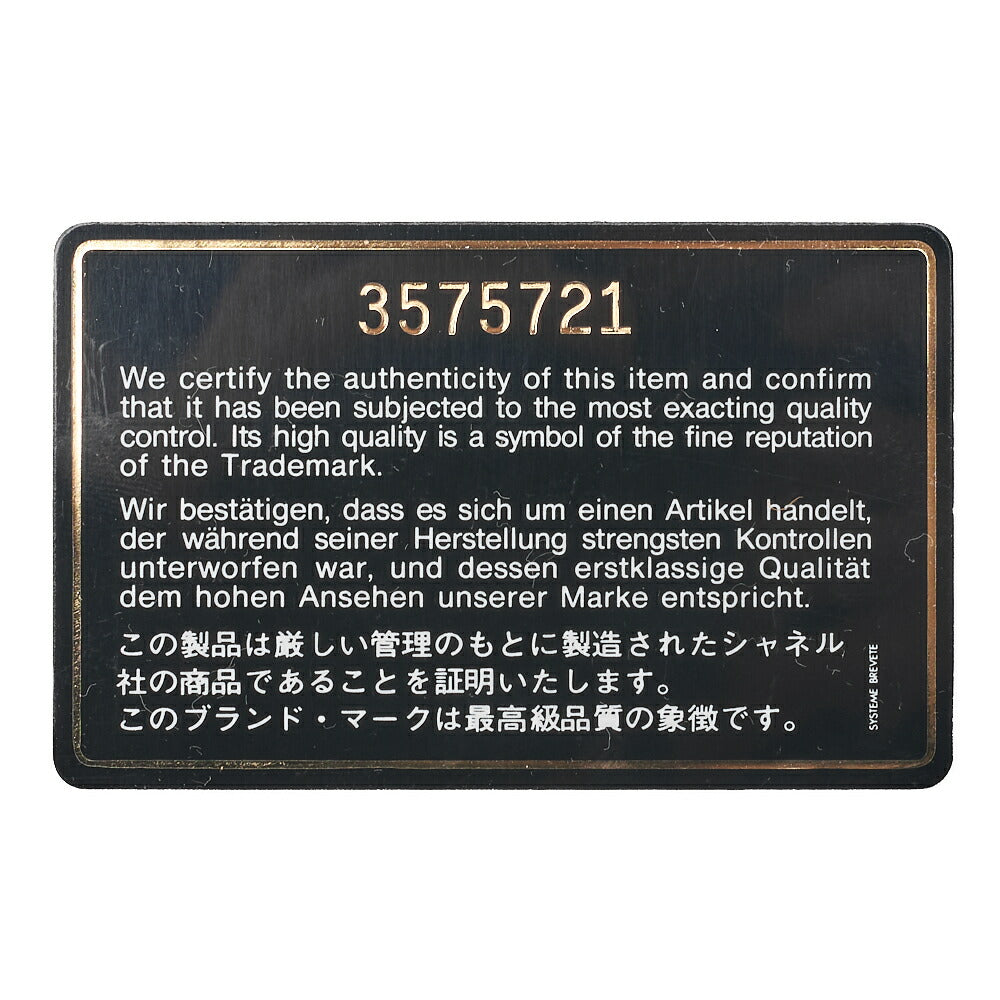 3575721
We certify the authenticity of this item and confirm
that it has been subjected to the most exacting quality
control. Its high quality is a symbol of the fine reputation
of the Trademark.
Wir bestätigen, dass es sich um einen Artikel handelt,
der während seiner Herstellung strengsten Kontrollen
unterworfen war, und dessen erstklassige Qualität
dem hohen Ansehen unserer Marke entspricht.
この製品は厳しい管理のもとに製造されたシャネル
社の商品であることを証明いたします。
このブランド・マークは最高級品質の象徴です。
SYSTEME BREVETE